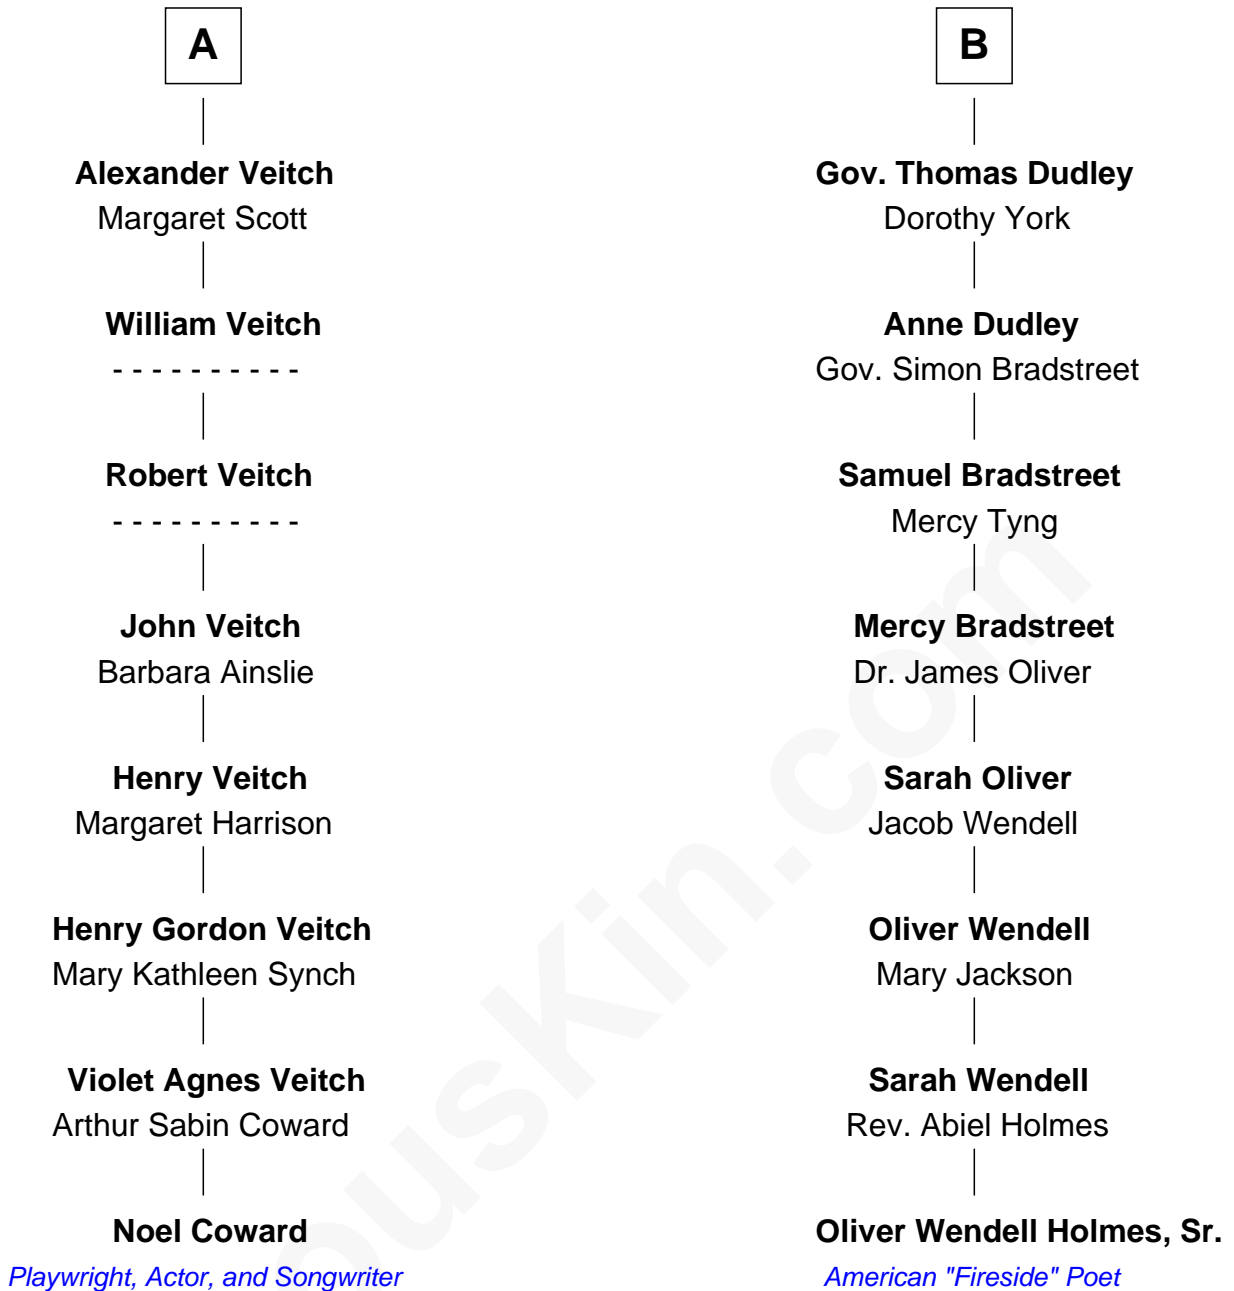 A
Alexander Veitch
Margaret Scott
William Veitch
- - - - - - - - - -
Robert Veitch
- - - - - - - - - -
John Veitch
Barbara Ainslie
Henry Veitch
Margaret Harrison
Henry Gordon Veitch
Mary Kathleen Synch
Violet Agnes Veitch
Arthur Sabin Coward
Noel Coward
Playwright, Actor, and Songwriter
B
Gov. Thomas Dudley
Dorothy York
Anne Dudley
Gov. Simon Bradstreet
Samuel Bradstreet
Mercy Tyng
Mercy Bradstreet
Dr. James Oliver
Sarah Oliver
Jacob Wendell
Oliver Wendell
Mary Jackson
Sarah Wendell
Rev. Abiel Holmes
Oliver Wendell Holmes, Sr.
American "Fireside" Poet
ousKin.com